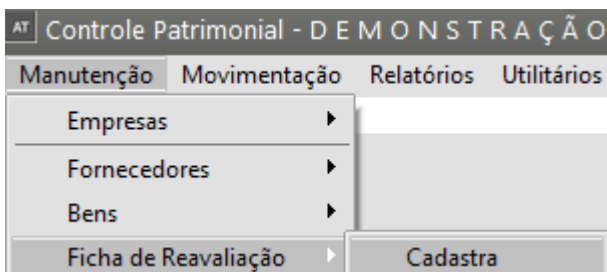 AT Controle Patrimonial - D E M O N S T R A Ç Ã O
Manutenção Movimentação Relatórios Utilitários
Empresas
Fornecedores
Bens
Ficha de Reavaliação Cadastra